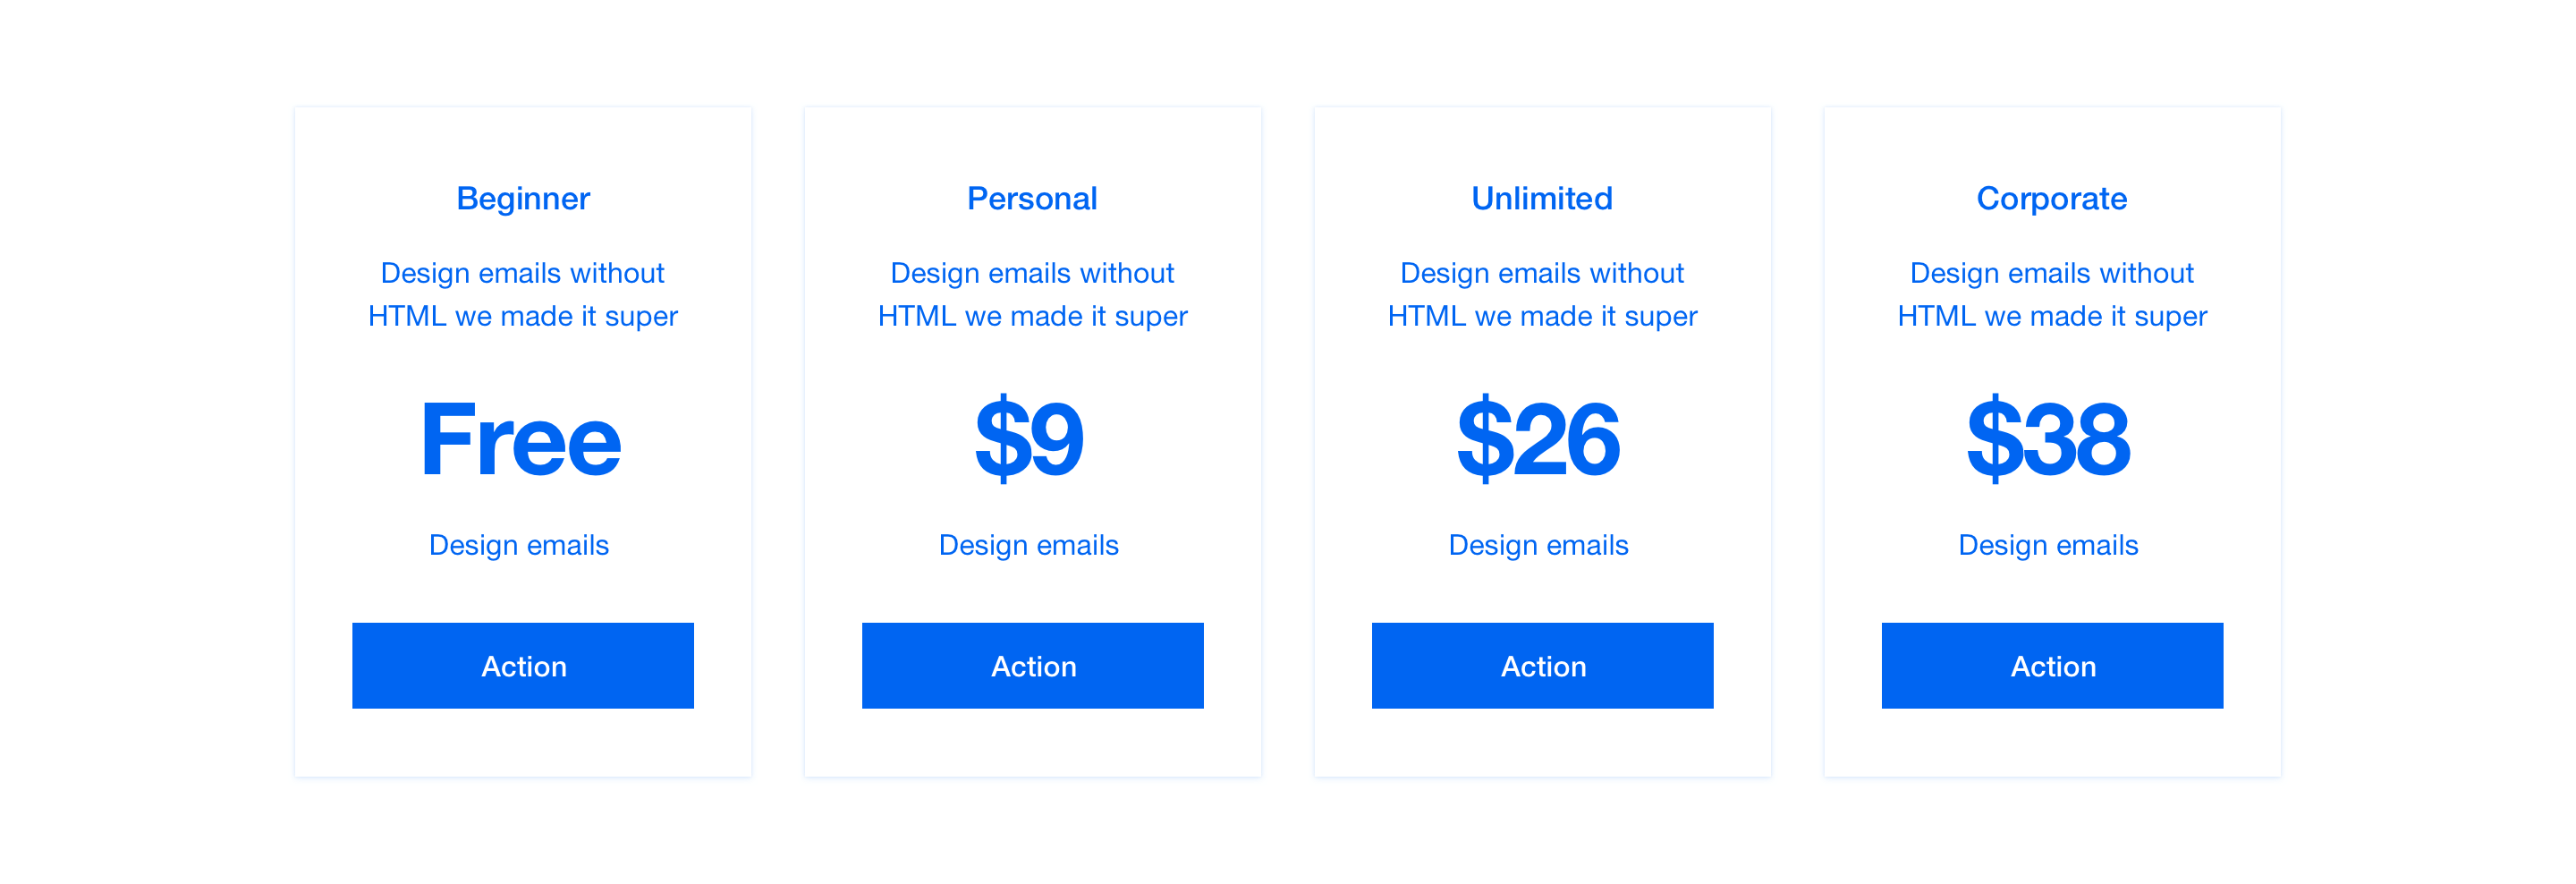 Beginner
Design emails without
HTML we made it super
Free
Design emails
Action
Personal
Design emails without
HTML we made it super
$9
Design emails
Action
Unlimited
Design emails without
HTML we made it super
$26
Design emails
Action
Corporate
Design emails without
HTML we made it super
$38
Design emails
Action